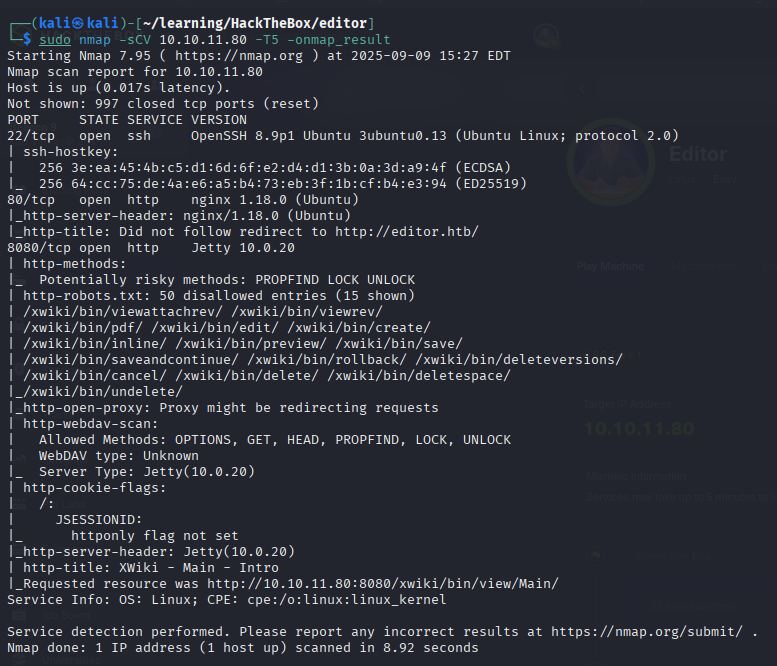 ┌──(kali㉿kali)-[~/learning/HackTheBox/editor]
└─$ sudo nmap -sCV 10.10.11.80 -T5 -onmap_result
Starting Nmap 7.95 ( https://nmap.org ) at 2025-09-09 15:27 EDT
Nmap scan report for 10.10.11.80
Host is up (0.017s latency).
Not shown: 997 closed tcp ports (reset)
PORT     STATE SERVICE VERSION
22/tcp   open  ssh     OpenSSH 8.9p1 Ubuntu 3ubuntu0.13 (Ubuntu Linux; protocol 2.0)
| ssh-hostkey:
|   256 3e:ea:45:4b:c5:d1:6d:6f:e2:d4:d1:3b:0a:3d:a9:4f (ECDSA)
|_  256 64:cc:75:de:4a:e6:a5:b4:73:eb:3f:1b:cf:b4:e3:94 (ED25519)
80/tcp   open  http    nginx 1.18.0 (Ubuntu)
|_http-server-header: nginx/1.18.0 (Ubuntu)
|_http-title: Did not follow redirect to http://editor.htb/
8080/tcp open  http    Jetty 10.0.20
| http-methods:
|_  Potentially risky methods: PROPFIND LOCK UNLOCK
| http-robots.txt: 50 disallowed entries (15 shown)
| /xwiki/bin/viewattachrev/ /xwiki/bin/viewrev/
| /xwiki/bin/pdf/ /xwiki/bin/edit/ /xwiki/bin/create/
| /xwiki/bin/inline/ /xwiki/bin/preview/ /xwiki/bin/save/
| /xwiki/bin/saveandcontinue/ /xwiki/bin/rollback/ /xwiki/bin/deleteversions/
| /xwiki/bin/cancel/ /xwiki/bin/delete/ /xwiki/bin/deletespace/
|_/xwiki/bin/undelete/
|_http-open-proxy: Proxy might be redirecting requests
| http-webdav-scan:
|   Allowed Methods: OPTIONS, GET, HEAD, PROPFIND, LOCK, UNLOCK
|   WebDAV type: Unknown
|_  Server Type: Jetty(10.0.20)
| http-cookie-flags:
|   /:
|     JSESSIONID:
|_      httponly flag not set
|_http-server-header: Jetty(10.0.20)
| http-title: XWiki - Main - Intro
|_Requested resource was http://10.10.11.80:8080/xwiki/bin/view/Main/
Service Info: OS: Linux; CPE: cpe:/o:linux:linux_kernel
Service detection performed. Please report any incorrect results at https://nmap.org/submit/ .
Nmap done: 1 IP address (1 host up) scanned in 8.92 seconds
Editor
Easy
Play Machine
Target IP Address
10.10.11.80